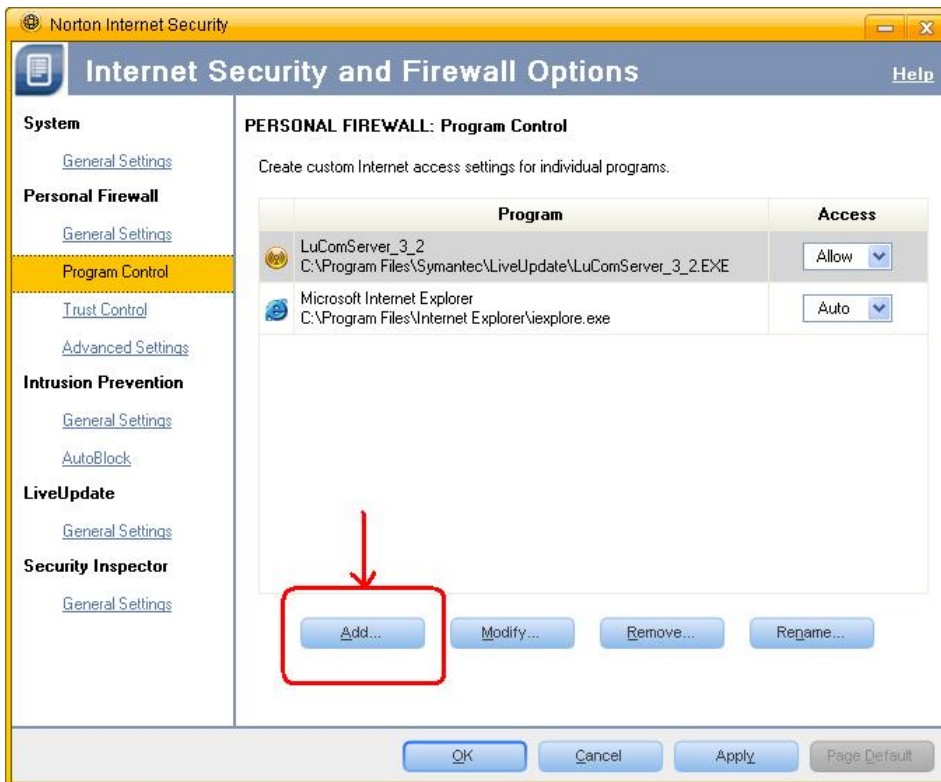 Norton Internet Security
Internet Security and Firewall Options
Help
System
General Settings
Personal Firewall
General Settings
Program Control
Trust Control
Advanced Settings
Intrusion Prevention
General Settings
AutoBlock
LiveUpdate
General Settings
Security Inspector
General Settings
PERSONAL FIREWALL: Program Control
Create custom Internet access settings for individual programs.
Program Access
LuComServer_3_2
C:\Program Files\Symantec\LiveUpdate\LuComServer_3_2.EXE
Allow
Microsoft Internet Explorer
C:\Program Files\Internet Explorer\iexplore.exe
Auto
Add... Modify... Remove... Rename...
OK Cancel Apply Page Default